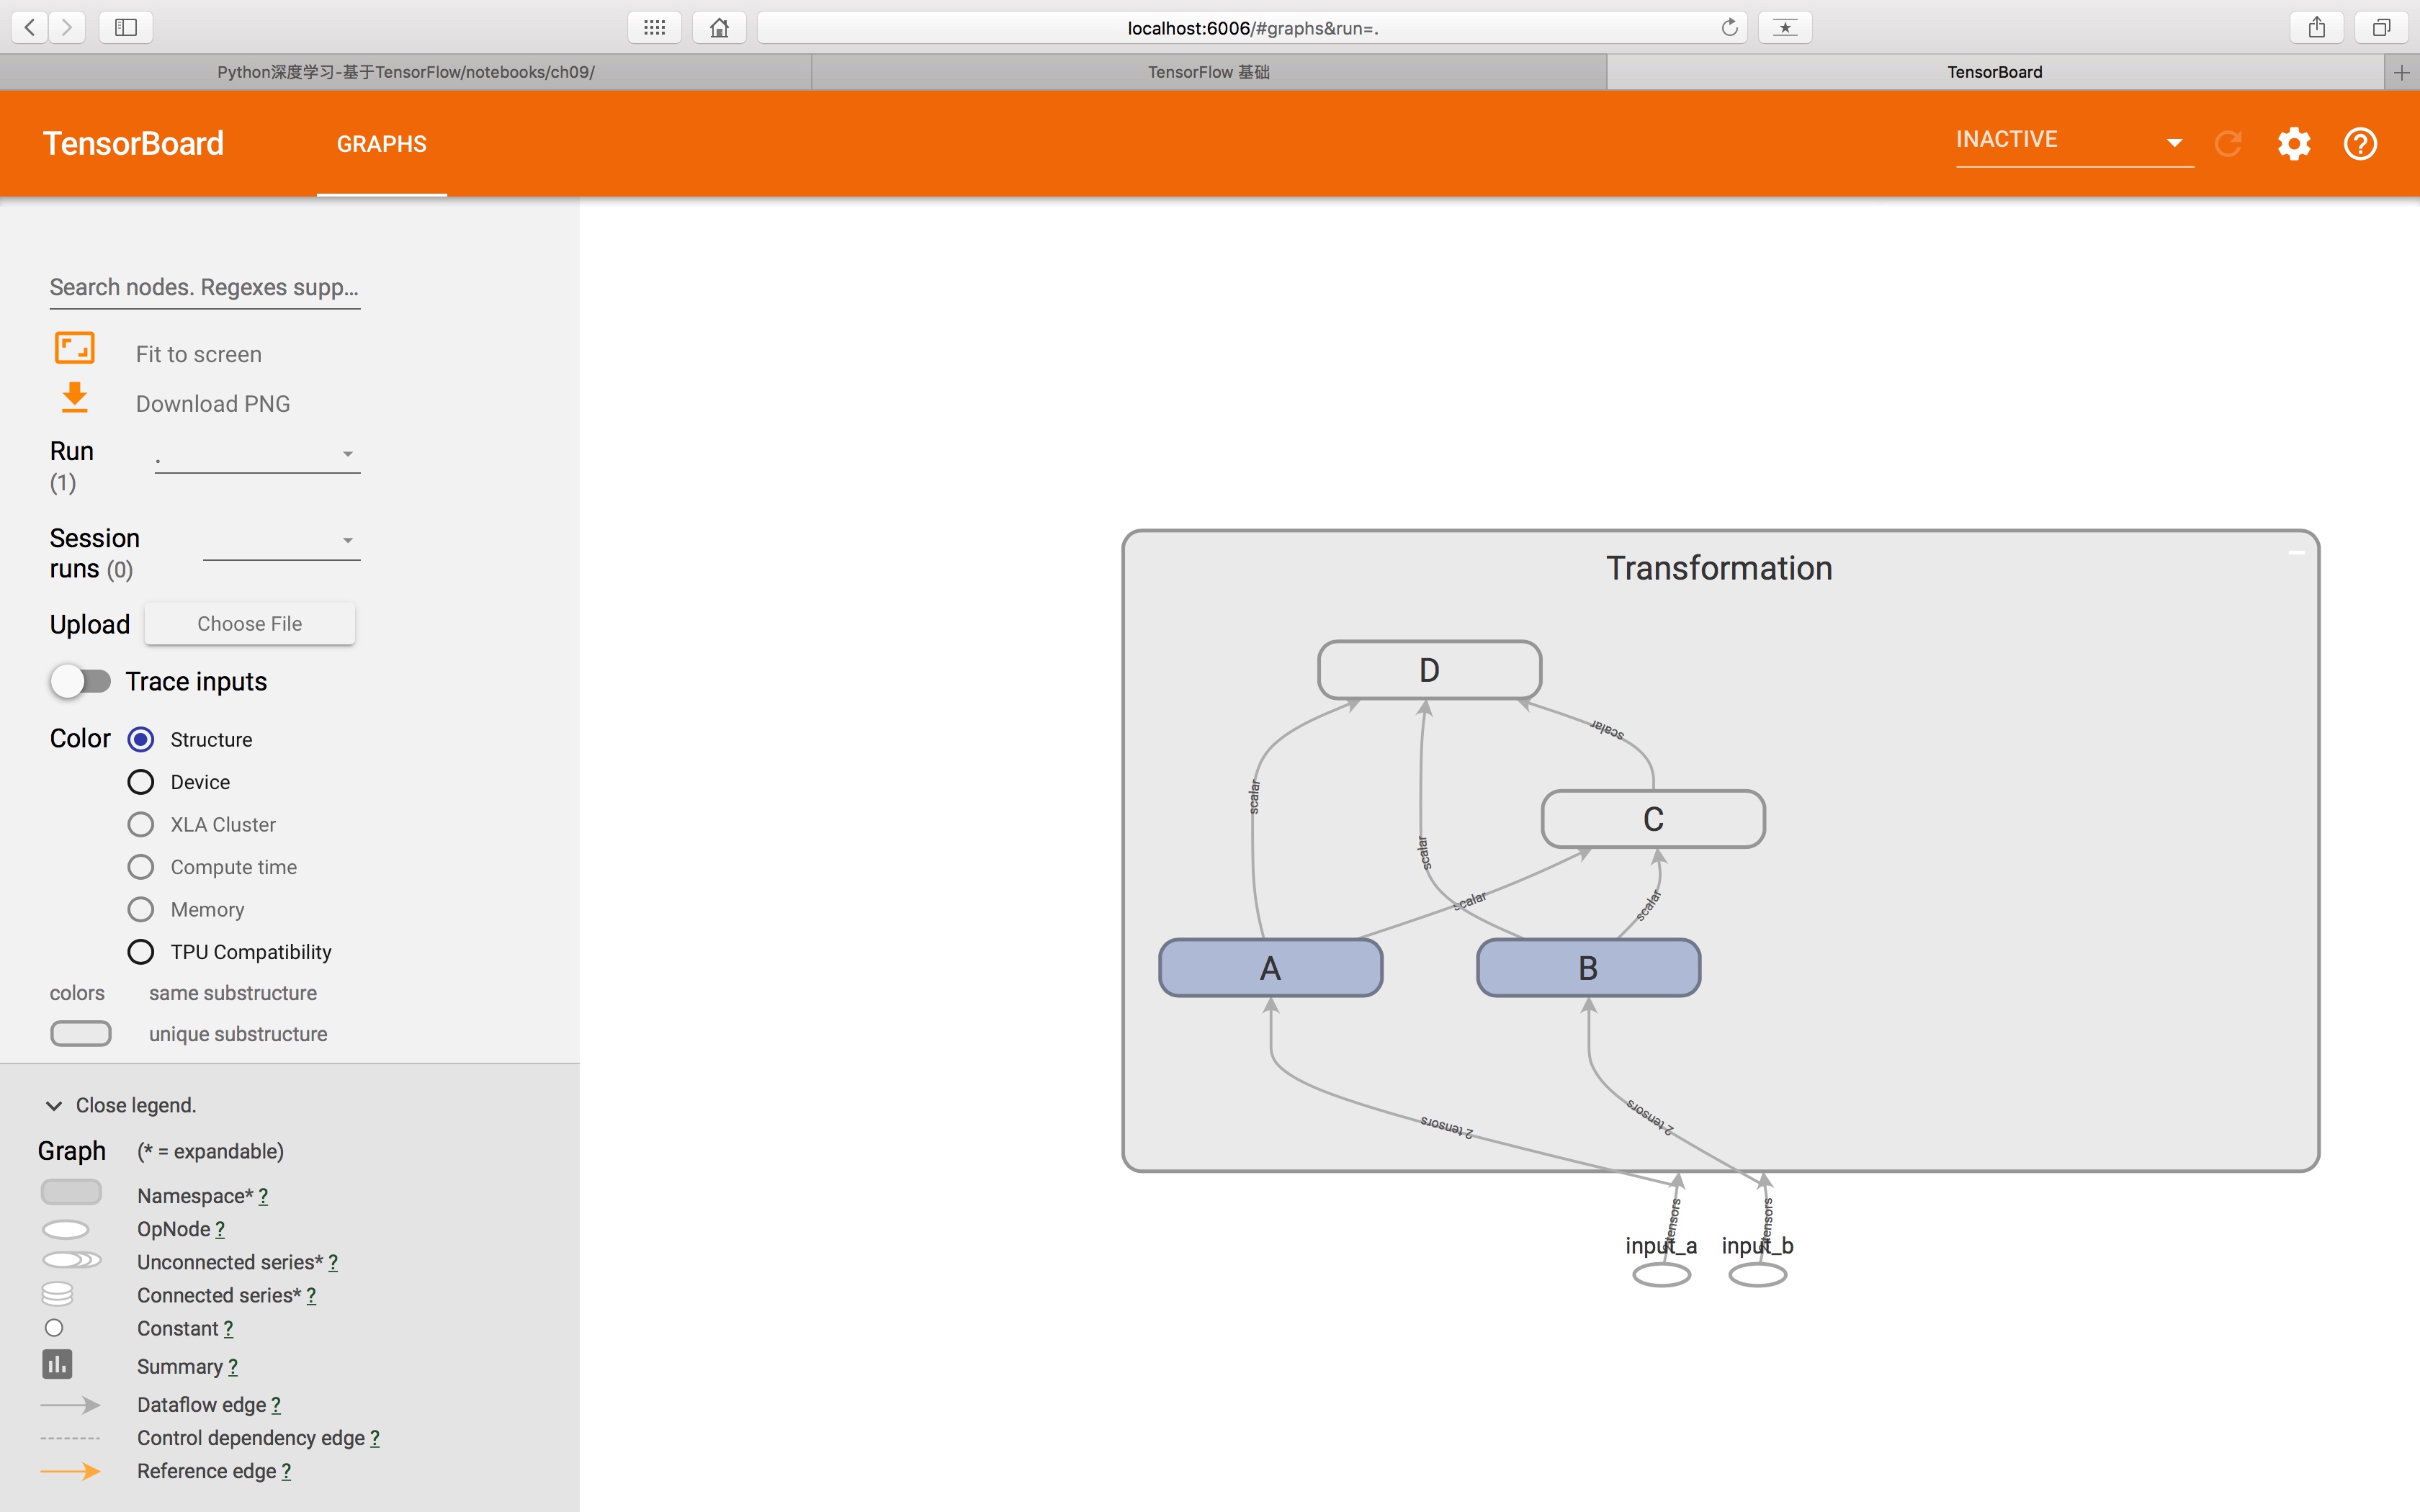 localhost:6006/#graphs&run=.
Python深度学习-基于TensorFlow/notebooks/ch09/
TensorFlow 基础
TensorBoard
TensorBoard
GRAPHS
INACTIVE
Search nodes. Regexes supp...
Fit to screen
Download PNG
Run
(1)
.
Session
runs (0)
Upload
Choose File
Trace inputs
Color
Structure
Device
XLA Cluster
Compute time
Memory
TPU Compatibility
colors
same substructure
unique substructure
Close legend.
Graph
(* = expandable)
Namespace* ?
OpNode ?
Unconnected series* ?
Connected series* ?
Constant ?
Summary ?
Dataflow edge ?
Control dependency edge ?
Reference edge ?
Transformation
D
scalar
scalar
C
scalar
scalar
scalar
A
B
2 tensors
2 tensors
tensors
tensors
input_a
input_b